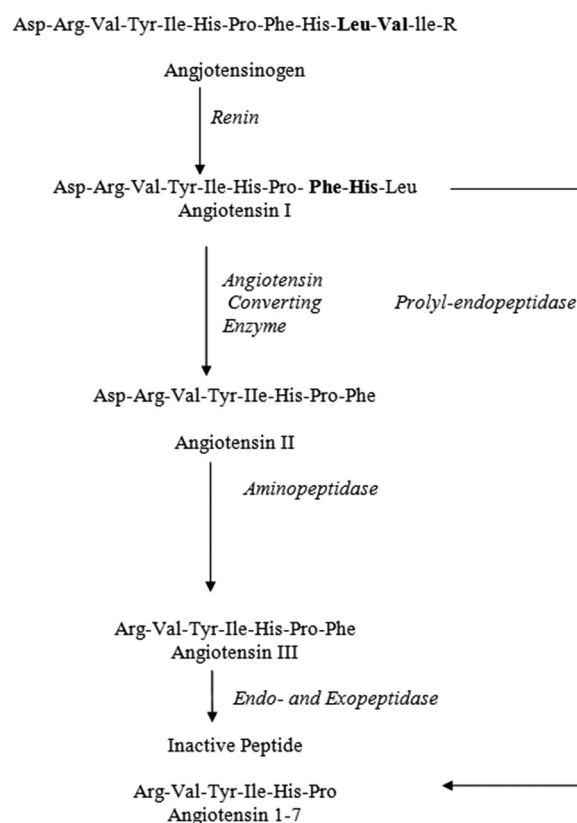 Asp-Arg-Val-Tyr-Ile-His-Pro-Phe-His-Leu-Val-lle-R
Angjotensinogen
Renin
Asp-Arg-Val-Tyr-Ile-His-Pro- Phe-His-Leu
Angiotensin I
Angiotensin
Converting
Enzyme
Prolyl-endopeptidase
Asp-Arg-Val-Tyr-IIe-His-Pro-Phe
Angiotensin II
Aminopeptidase
Arg-Val-Tyr-Ile-His-Pro-Phe
Angiotensin III
Endo- and Exopeptidase
Inactive Peptide
Arg-Val-Tyr-Ile-His-Pro
Angiotensin 1-7